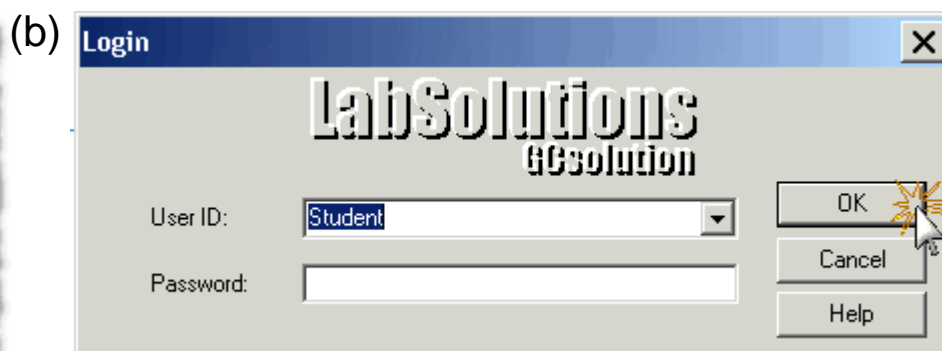 (b)
Login
LabSolutions
GCsolution
User ID: Student OK
Cancel
Password:
Help